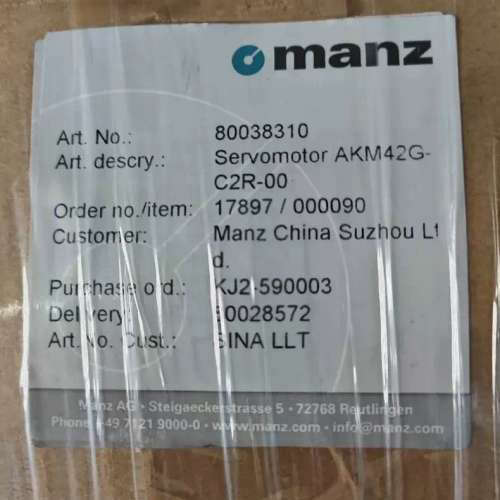 manz
Art. No.: 80038310
Art. descry.: Servomotor AKM42G-
C2R-00
Order no./item: 17897 / 000090
Customer: Manz China Suzhou Lt
d.
Purchase ord.: KJ2-590003
Delivery: 80028572
Art. No. Cust.: SINA LLT
Manz AG • Steigaeckerstrasse 5 • 72768 Reutlingen
Phone +49 7121 9000-0 • www.manz.com • info@manz.com